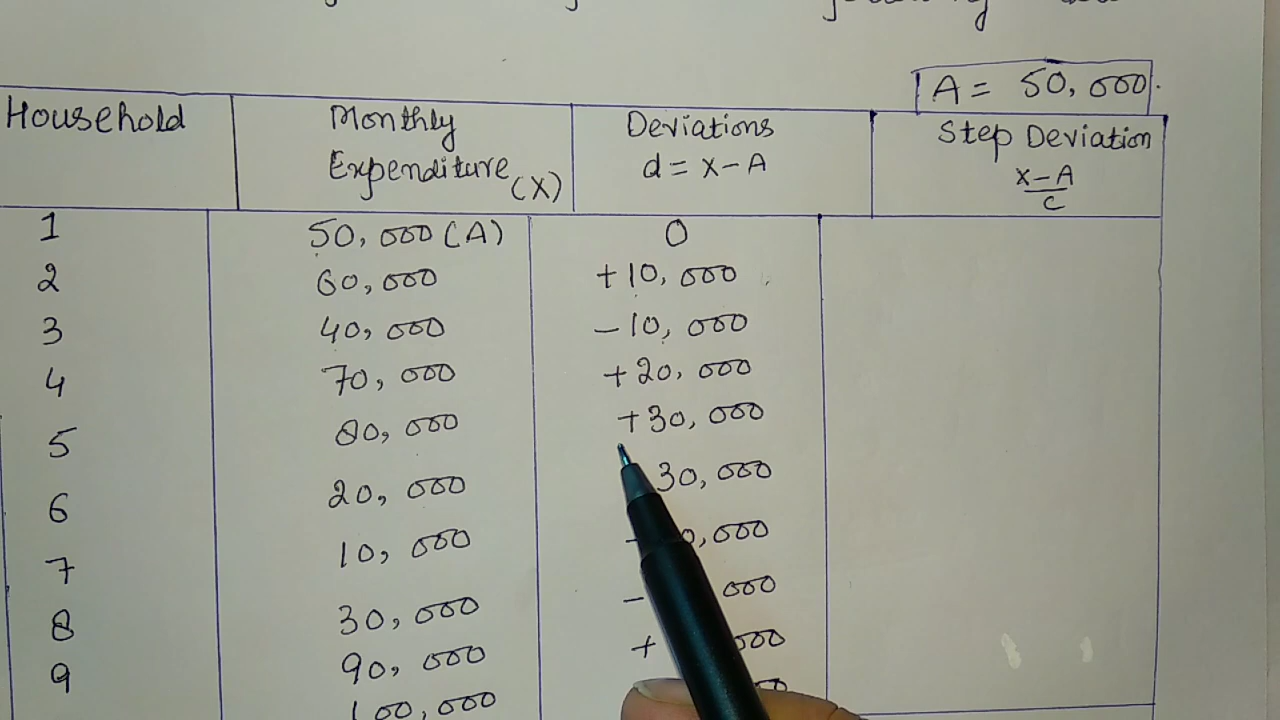 A = 50,000.
Household Monthly Expenditure (X) Deviations d = X-A Step Deviation X-A/C
1 50,000 (A) 0
2 60,000 +10,000
3 40,000 -10,000
4 70,000 +20,000
5 80,000 +30,000
6 20,000 30,000
7 10,000
8 30,000
9 90,000
100,000